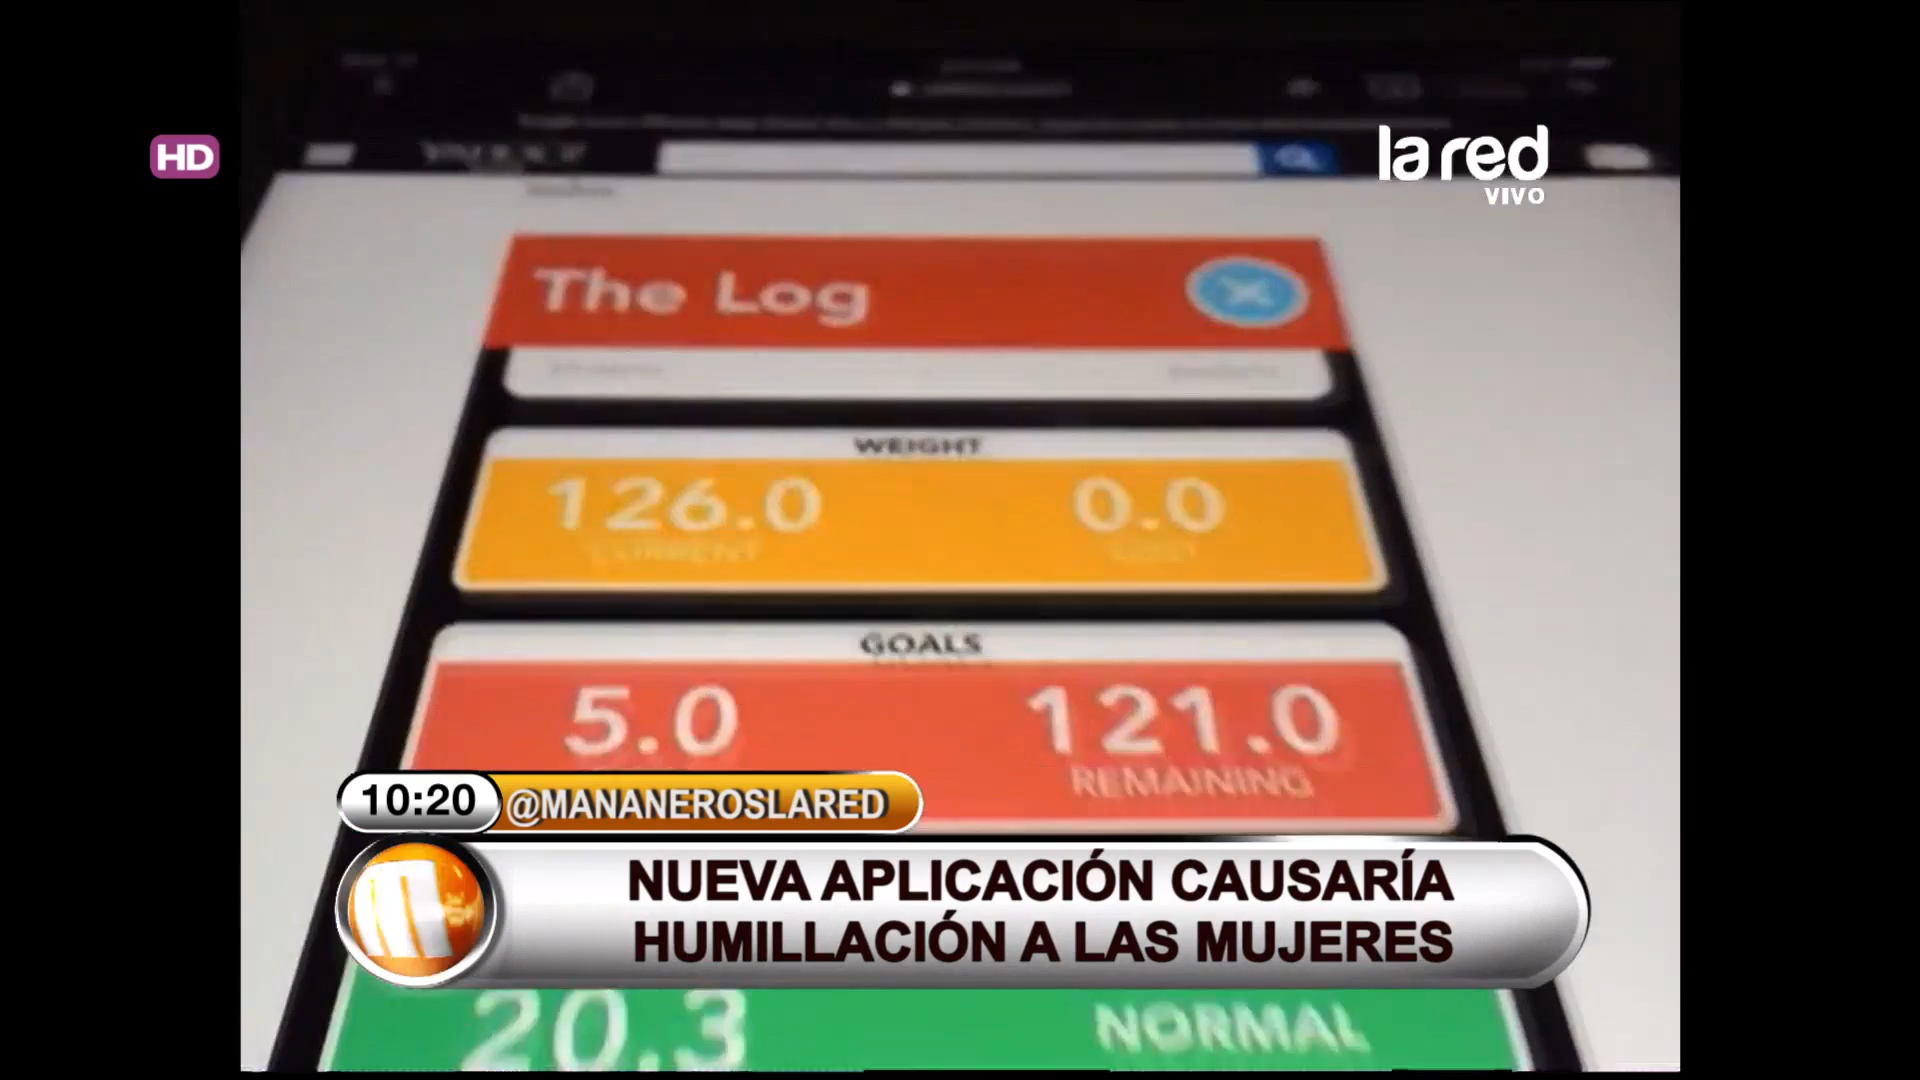 HD
la red
VIVO
The Log
WEIGHT
126.0 0.0
CURRENT
GOALS
5.0 121.0
REMAINING
10:20 @MANANEROSLARED
NUEVA APLICACIÓN CAUSARÍA
HUMILLACIÓN A LAS MUJERES
20.3 NORMAL